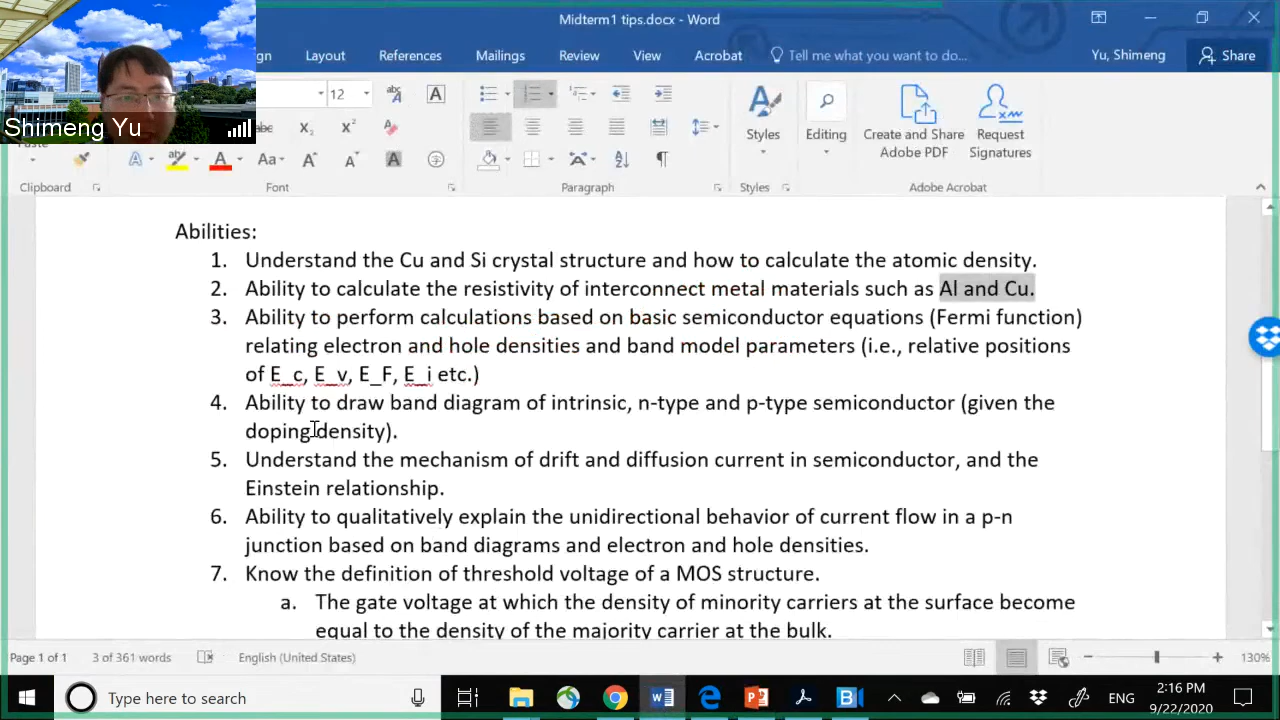 Midterm1 tips.docx - Word
Layout References Mailings Review View Acrobat Tell me what you want to do... Yu, Shimeng Share
Shimeng Yu
12
Aa
Styles Editing Create and Share Adobe PDF Request Signatures
Clipboard Font Paragraph Styles Adobe Acrobat
Abilities:
1. Understand the Cu and Si crystal structure and how to calculate the atomic density.
2. Ability to calculate the resistivity of interconnect metal materials such as Al and Cu.
3. Ability to perform calculations based on basic semiconductor equations (Fermi function)
relating electron and hole densities and band model parameters (i.e., relative positions
of E_c, E_v, E_F, E_i etc.)
4. Ability to draw band diagram of intrinsic, n-type and p-type semiconductor (given the
doping density).
5. Understand the mechanism of drift and diffusion current in semiconductor, and the
Einstein relationship.
6. Ability to qualitatively explain the unidirectional behavior of current flow in a p-n
junction based on band diagrams and electron and hole densities.
7. Know the definition of threshold voltage of a MOS structure.
a. The gate voltage at which the density of minority carriers at the surface become
equal to the density of the majority carrier at the bulk.
Page 1 of 1 3 of 361 words English (United States) 130%
Type here to search
ENG
2:16 PM
9/22/2020